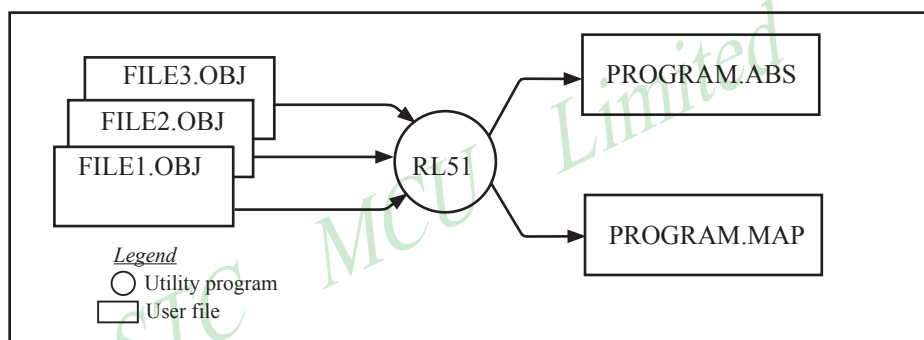 FILE3.OBJ
FILE2.OBJ
FILE1.OBJ
RL51
PROGRAM.ABS
PROGRAM.MAP
Legend
Utility program
User file
STC MCU Limited